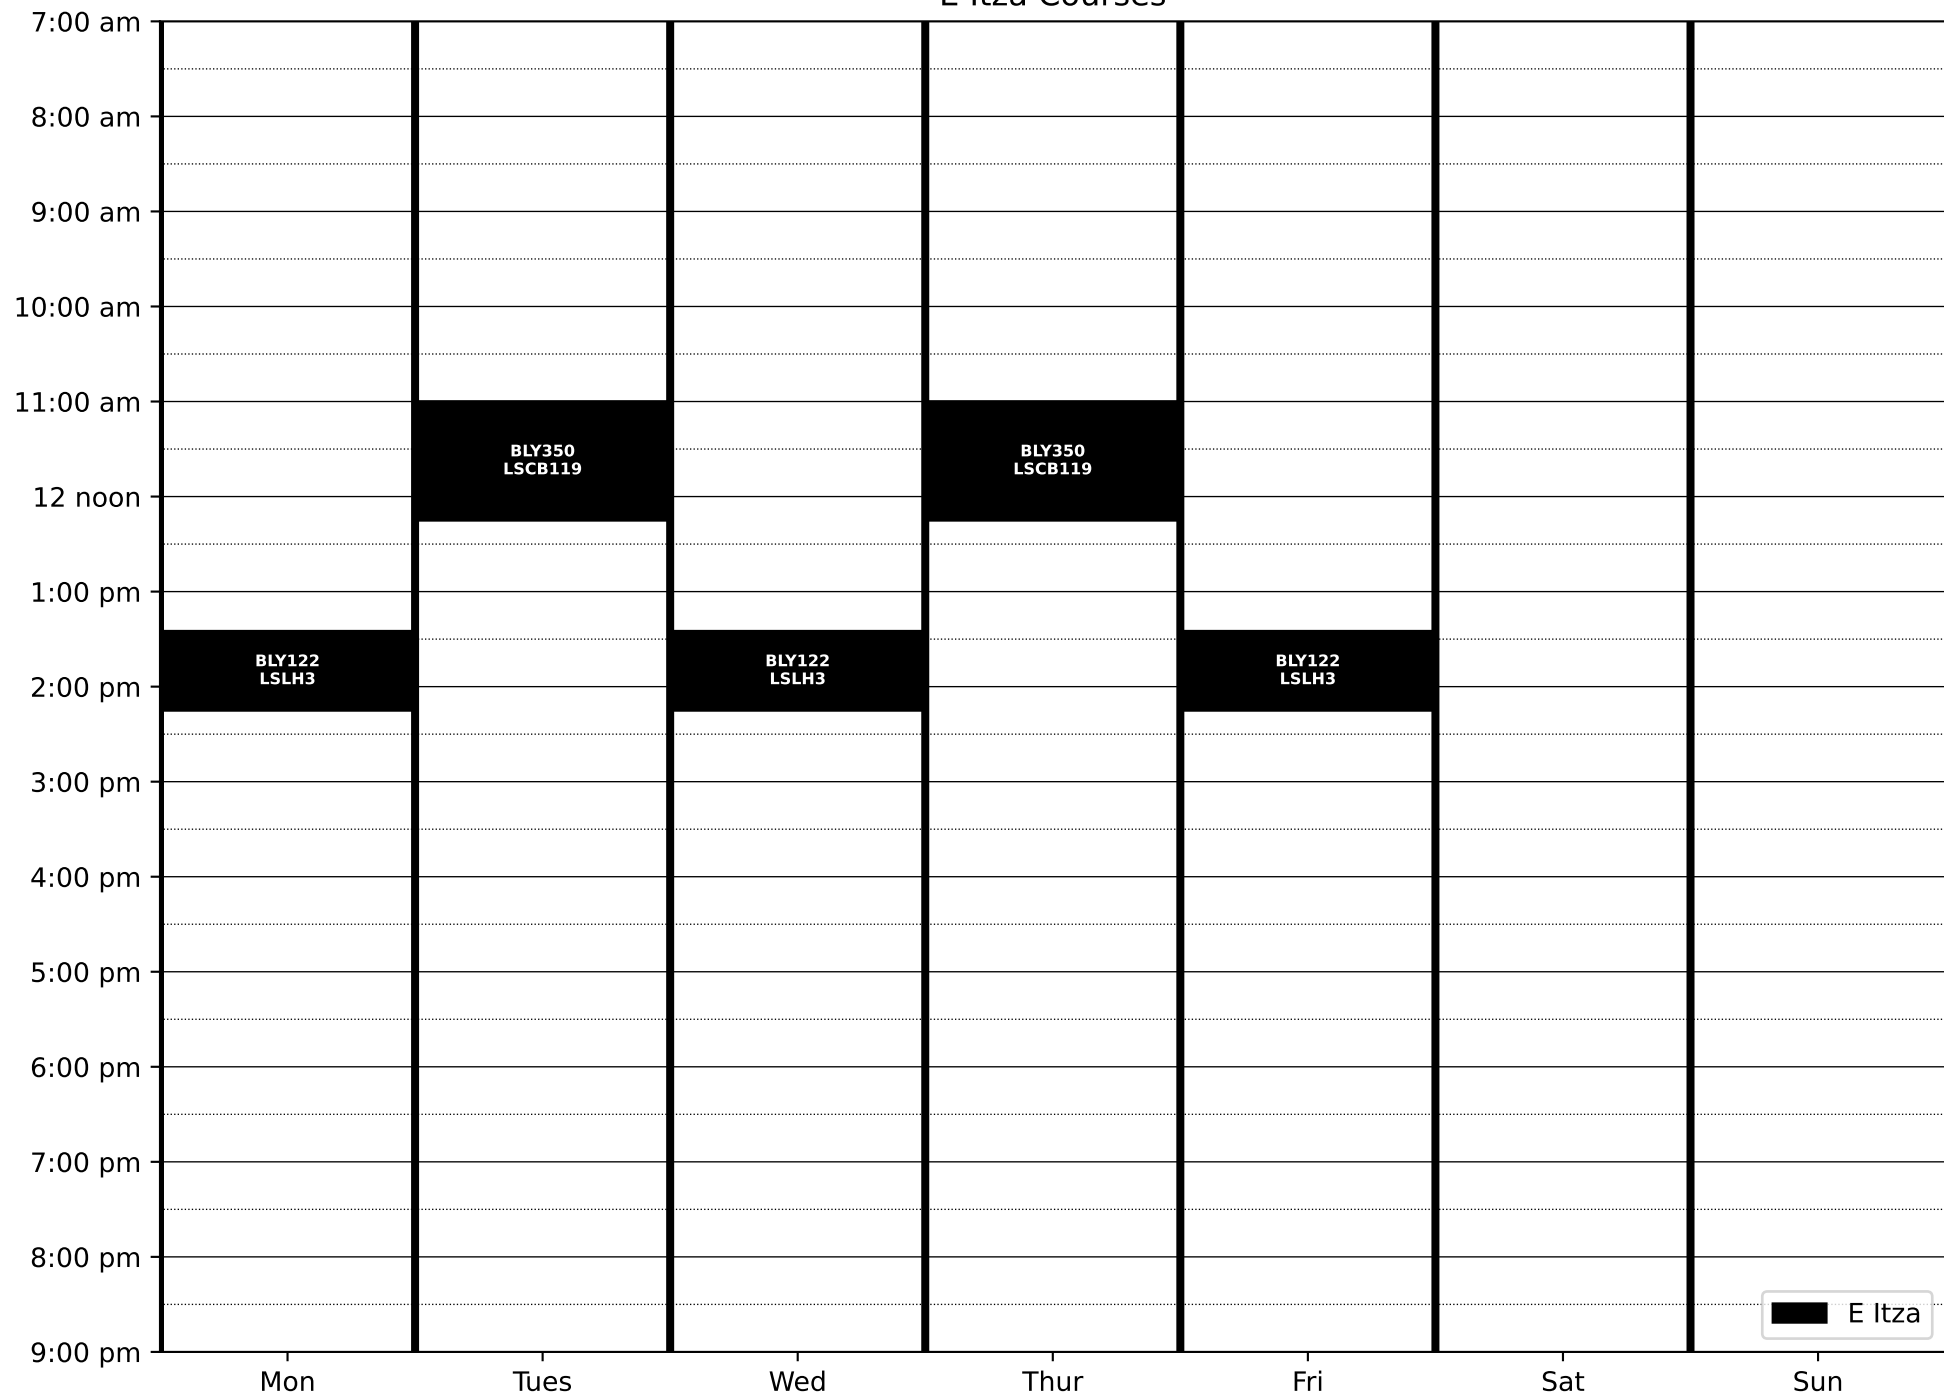 E Itza Courses
7:00 am
8:00 am
9:00 am
10:00 am
11:00 am
BLY350
LSCB119
BLY350
LSCB119
12 noon
1:00 pm
BLY122
LSLH3
BLY122
LSLH3
BLY122
LSLH3
2:00 pm
3:00 pm
4:00 pm
5:00 pm
6:00 pm
7:00 pm
8:00 pm
E Itza
9:00 pm
Mon Tues Wed Thur Fri Sat Sun